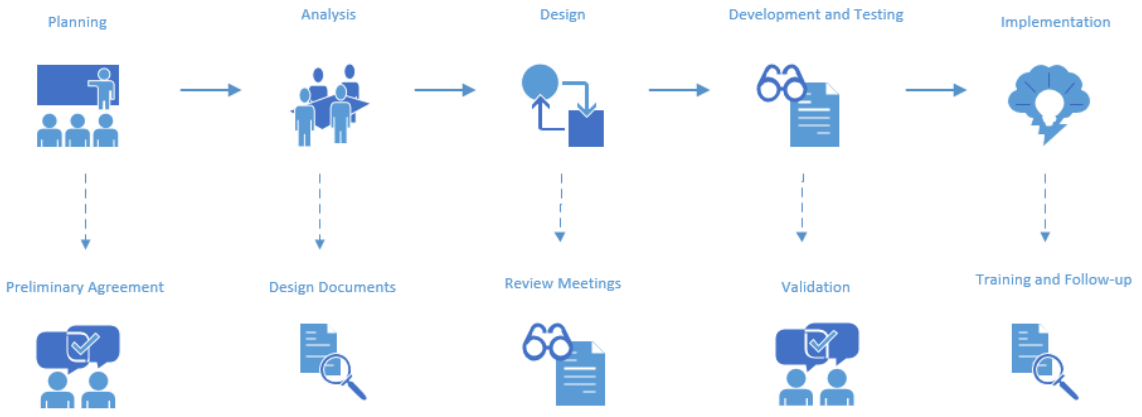 Planning
Analysis
Design
Development and Testing
Implementation
Preliminary Agreement
Design Documents
Review Meetings
Validation
Training and Follow-up